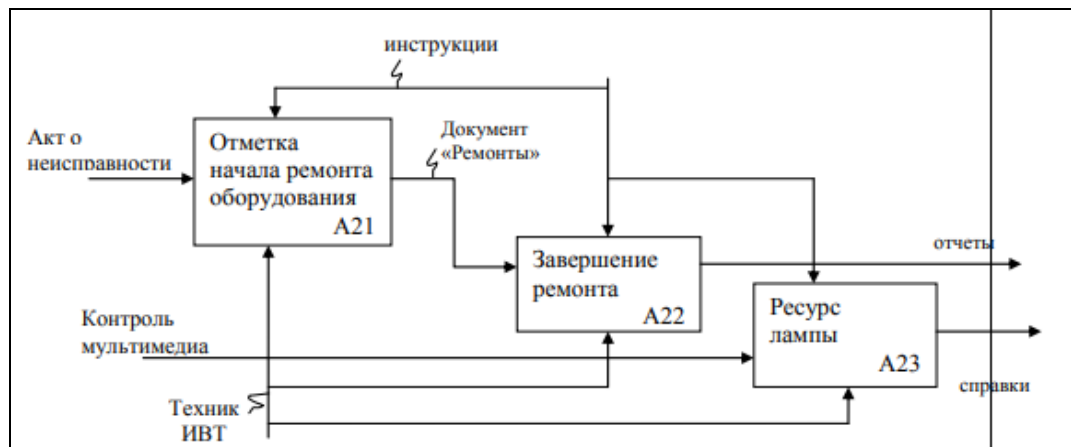 инструкции
Акт о
неисправности
Отметка
начала ремонта
оборудования
А21
Документ
«Ремонты»
Завершение
ремонта
А22
отчеты
Контроль
мультимедиа
Ресурс
лампы
А23
справки
Техник
ИВТ